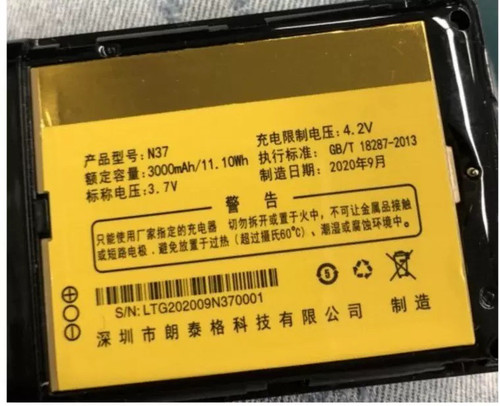 产品型号: N37
额定容量: 3000mAh/11.10Wh
标称电压: 3.7V
充电限制电压: 4.2V
执行标准: GB/T 18287-2013
制造日期: 2020年9月
警 告
只能使用厂家指定的充电器 切勿拆开或置于火中, 不可让金属品接触
或短路电极. 避免放置于过热 (超过摄氏60℃)、潮湿或腐蚀环境中.
S/N: LTG202009N370001
深圳市朗泰格科技有限公司 制造